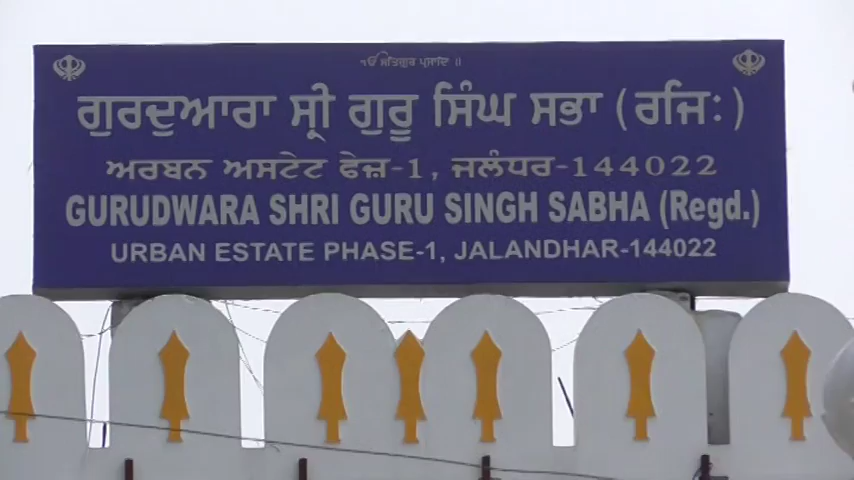 ੴ ਸਤਿਗੁਰ ਪ੍ਰਸਾਦਿ ॥
ਗੁਰਦੁਆਰਾ ਸ੍ਰੀ ਗੁਰੂ ਸਿੰਘ ਸਭਾ (ਰਜਿ:)
ਅਰਬਨ ਅਸਟੇਟ ਫੇਜ਼-1, ਜਲੰਧਰ-144022
GURUDWARA SHRI GURU SINGH SABHA (Regd.)
URBAN ESTATE PHASE-1, JALANDHAR-144022